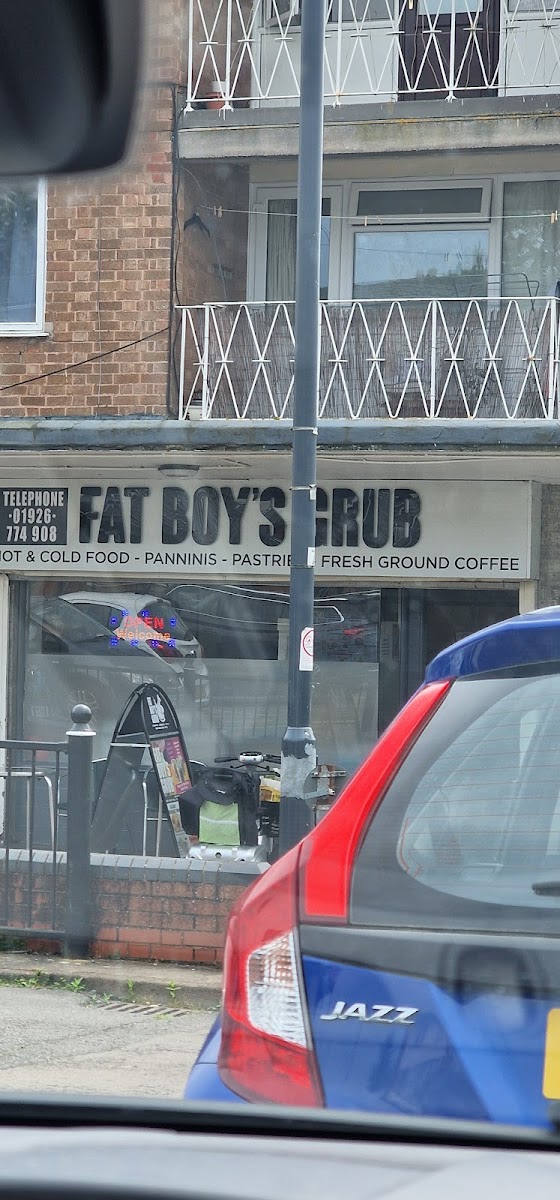 TELEPHONE
·01926·
774 908
FAT BOY'S GRUB
HOT & COLD FOOD - PANNINIS - PASTRIES - FRESH GROUND COFFEE
OPEN
Welcome
JAZZ